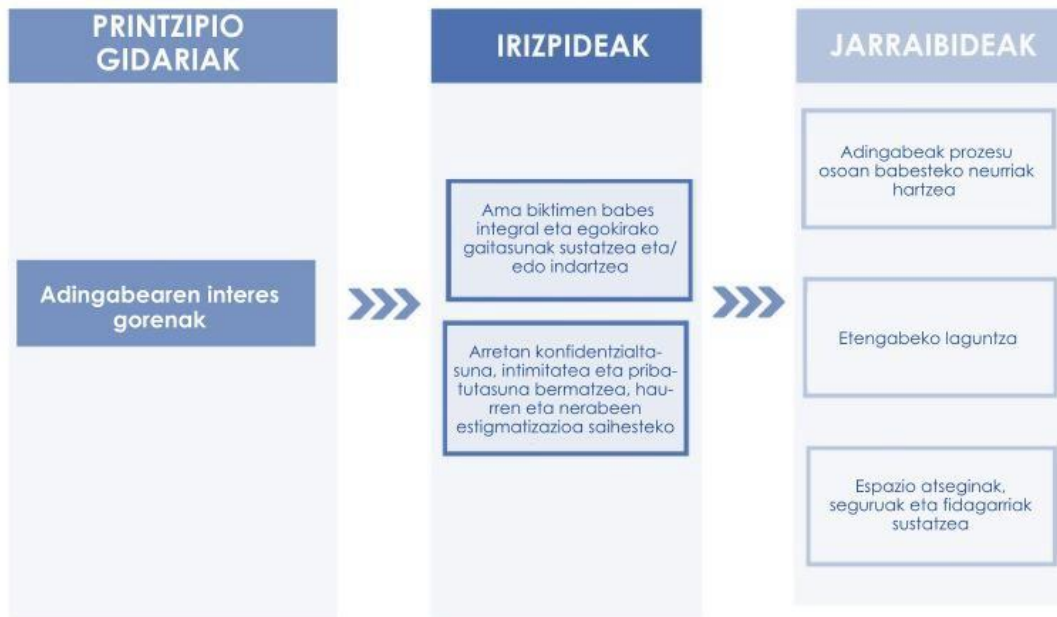 PRINTZIPIO
GIDARIAK
Adingabearen interes
gorenak
IRIZPIDEAK
Ama biktimen babes
integral eta egokirako
gaitasunak sustatzea eta/
edo indartzea
Arretan konfidentzialta-
suna, intimitatea eta priba-
tutasuna bermatzea, hau-
rren eta nerabeen
estigmatizazioa saihesteko
JARRAIBIDEAK
Adingabeak prozesu
osoan babesteko neurriak
hartzea
Etengabeko laguntza
Espazio atseginak,
seguruak eta fidagarriak
sustatzea